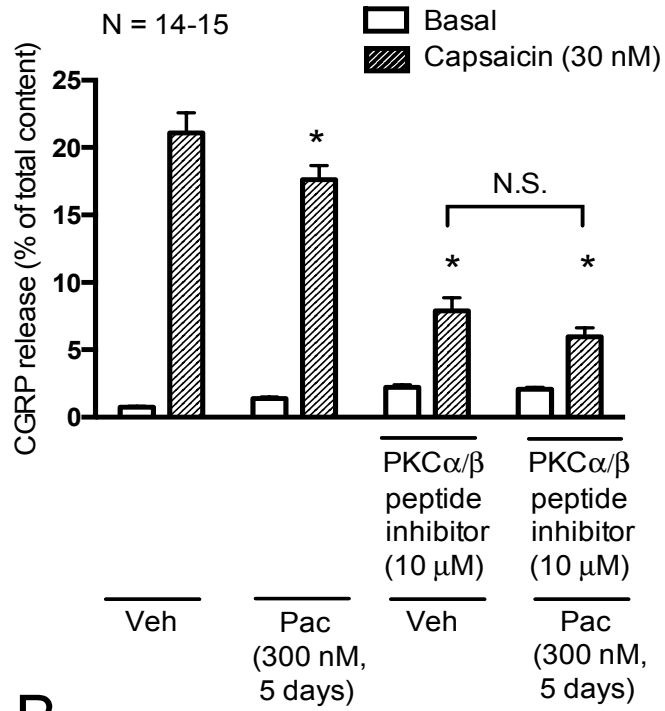 N = 14-15
Basal
Capsaicin (30 nM)
CGRP release (% of total content)
25
20
15
10
5
0
*
N.S.
*
*
PKCα/β
peptide
inhibitor
(10 μM)
PKCα/β
peptide
inhibitor
(10 μM)
Veh
Pac
(300 nM,
5 days)
Veh
Pac
(300 nM,
5 days)